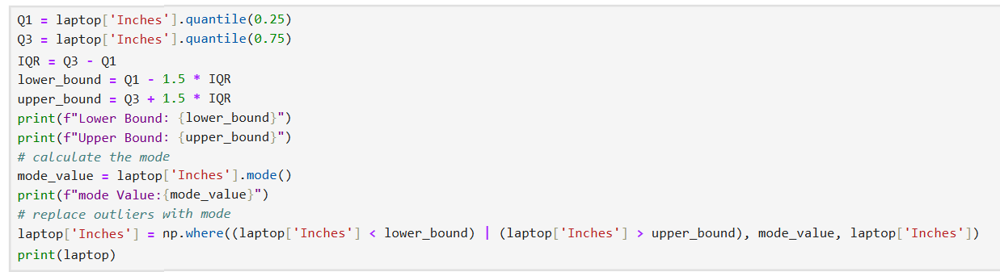 Q1 = laptop['Inches'].quantile(0.25)
Q3 = laptop['Inches'].quantile(0.75)
IQR = Q3 - Q1
lower_bound = Q1 - 1.5 * IQR
upper_bound = Q3 + 1.5 * IQR
print(f"Lower Bound: {lower_bound}")
print(f"Upper Bound: {upper_bound}")
# calculate the mode
mode_value = laptop['Inches'].mode()
print(f"mode Value:{mode_value}")
# replace outliers with mode
laptop['Inches'] = np.where((laptop['Inches'] < lower_bound) | (laptop['Inches'] > upper_bound), mode_value, laptop['Inches'])
print(laptop)